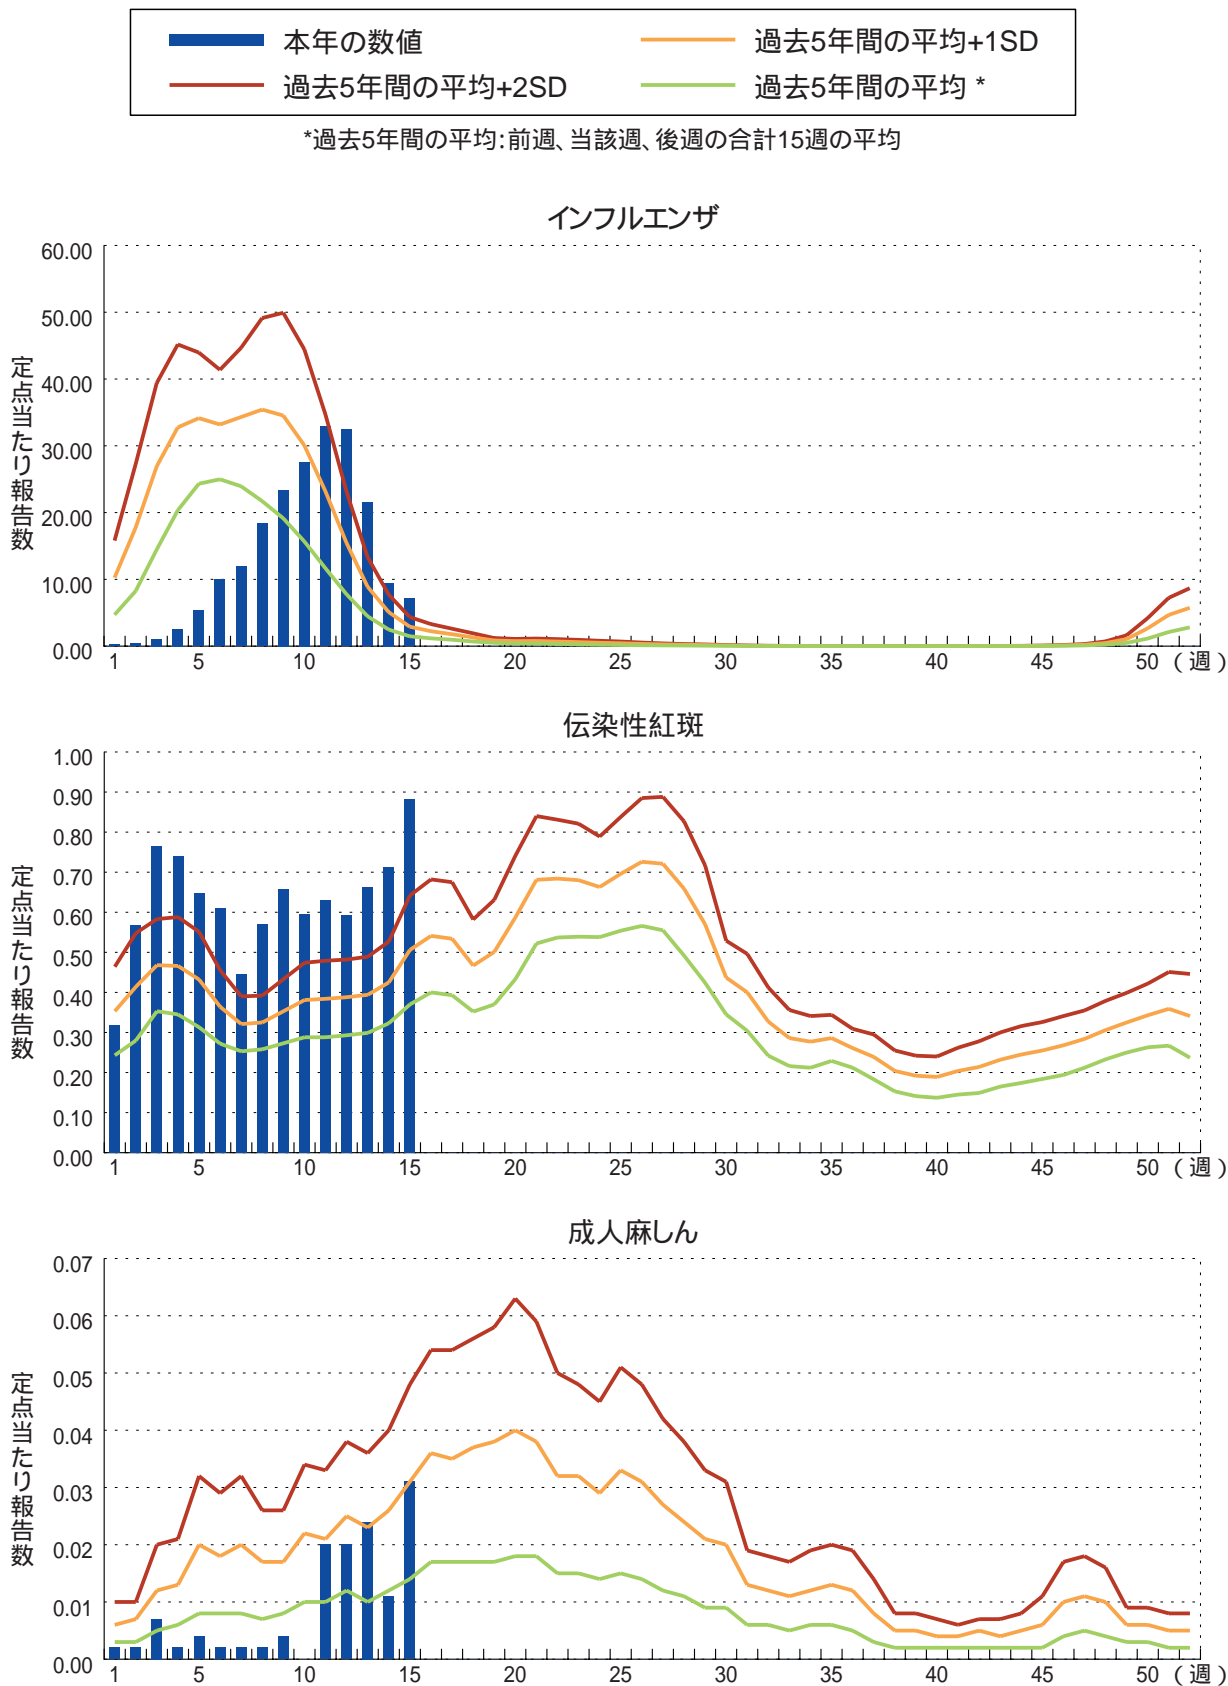 本年の数値
過去5年間の平均+1SD
過去5年間の平均+2SD
過去5年間の平均 *
*過去5年間の平均:前週、当該週、後週の合計15週の平均
インフルエンザ
定点当たり報告数
60.00
50.00
40.00
30.00
20.00
10.00
0.00
1 5 10 15 20 25 30 35 40 45 50 (週)
伝染性紅斑
定点当たり報告数
1.00
0.90
0.80
0.70
0.60
0.50
0.40
0.30
0.20
0.10
0.00
1 5 10 15 20 25 30 35 40 45 50 (週)
成人麻しん
定点当たり報告数
0.07
0.06
0.05
0.04
0.03
0.02
0.01
0.00
1 5 10 15 20 25 30 35 40 45 50 (週)